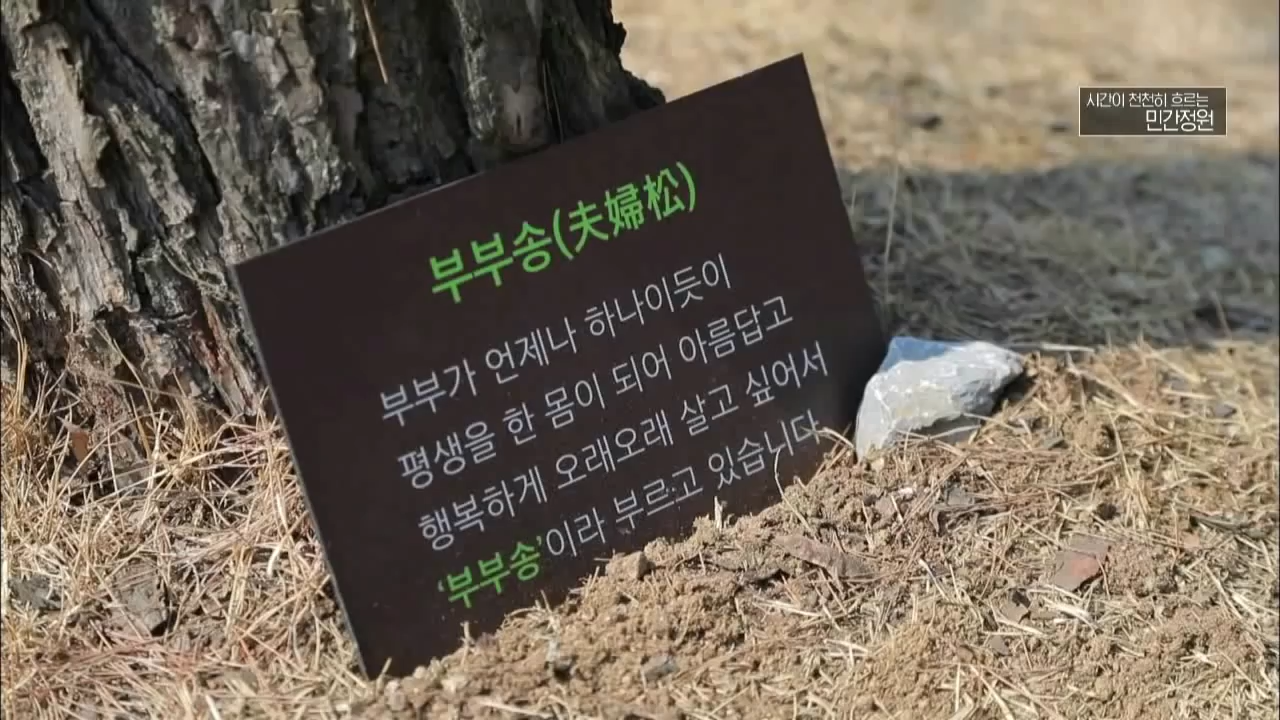 시간이 천천히 흐르는
민간정원
부부송(夫婦松)
부부가 언제나 하나이듯이
평생을 한 몸이 되어 아름답고
행복하게 오래오래 살고 싶어서
'부부송'이라 부르고 있습니다